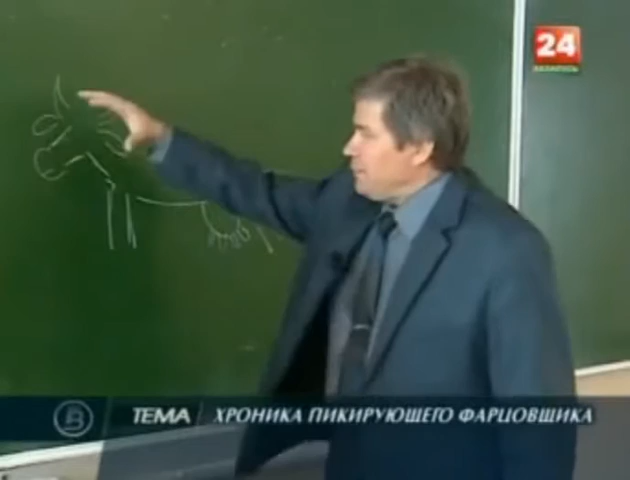 24
БЕЛАРУСЬ
В
ТЕМА
ХРОНИКА ПИКИРУЮЩЕГО ФАРЦОВЩИКА